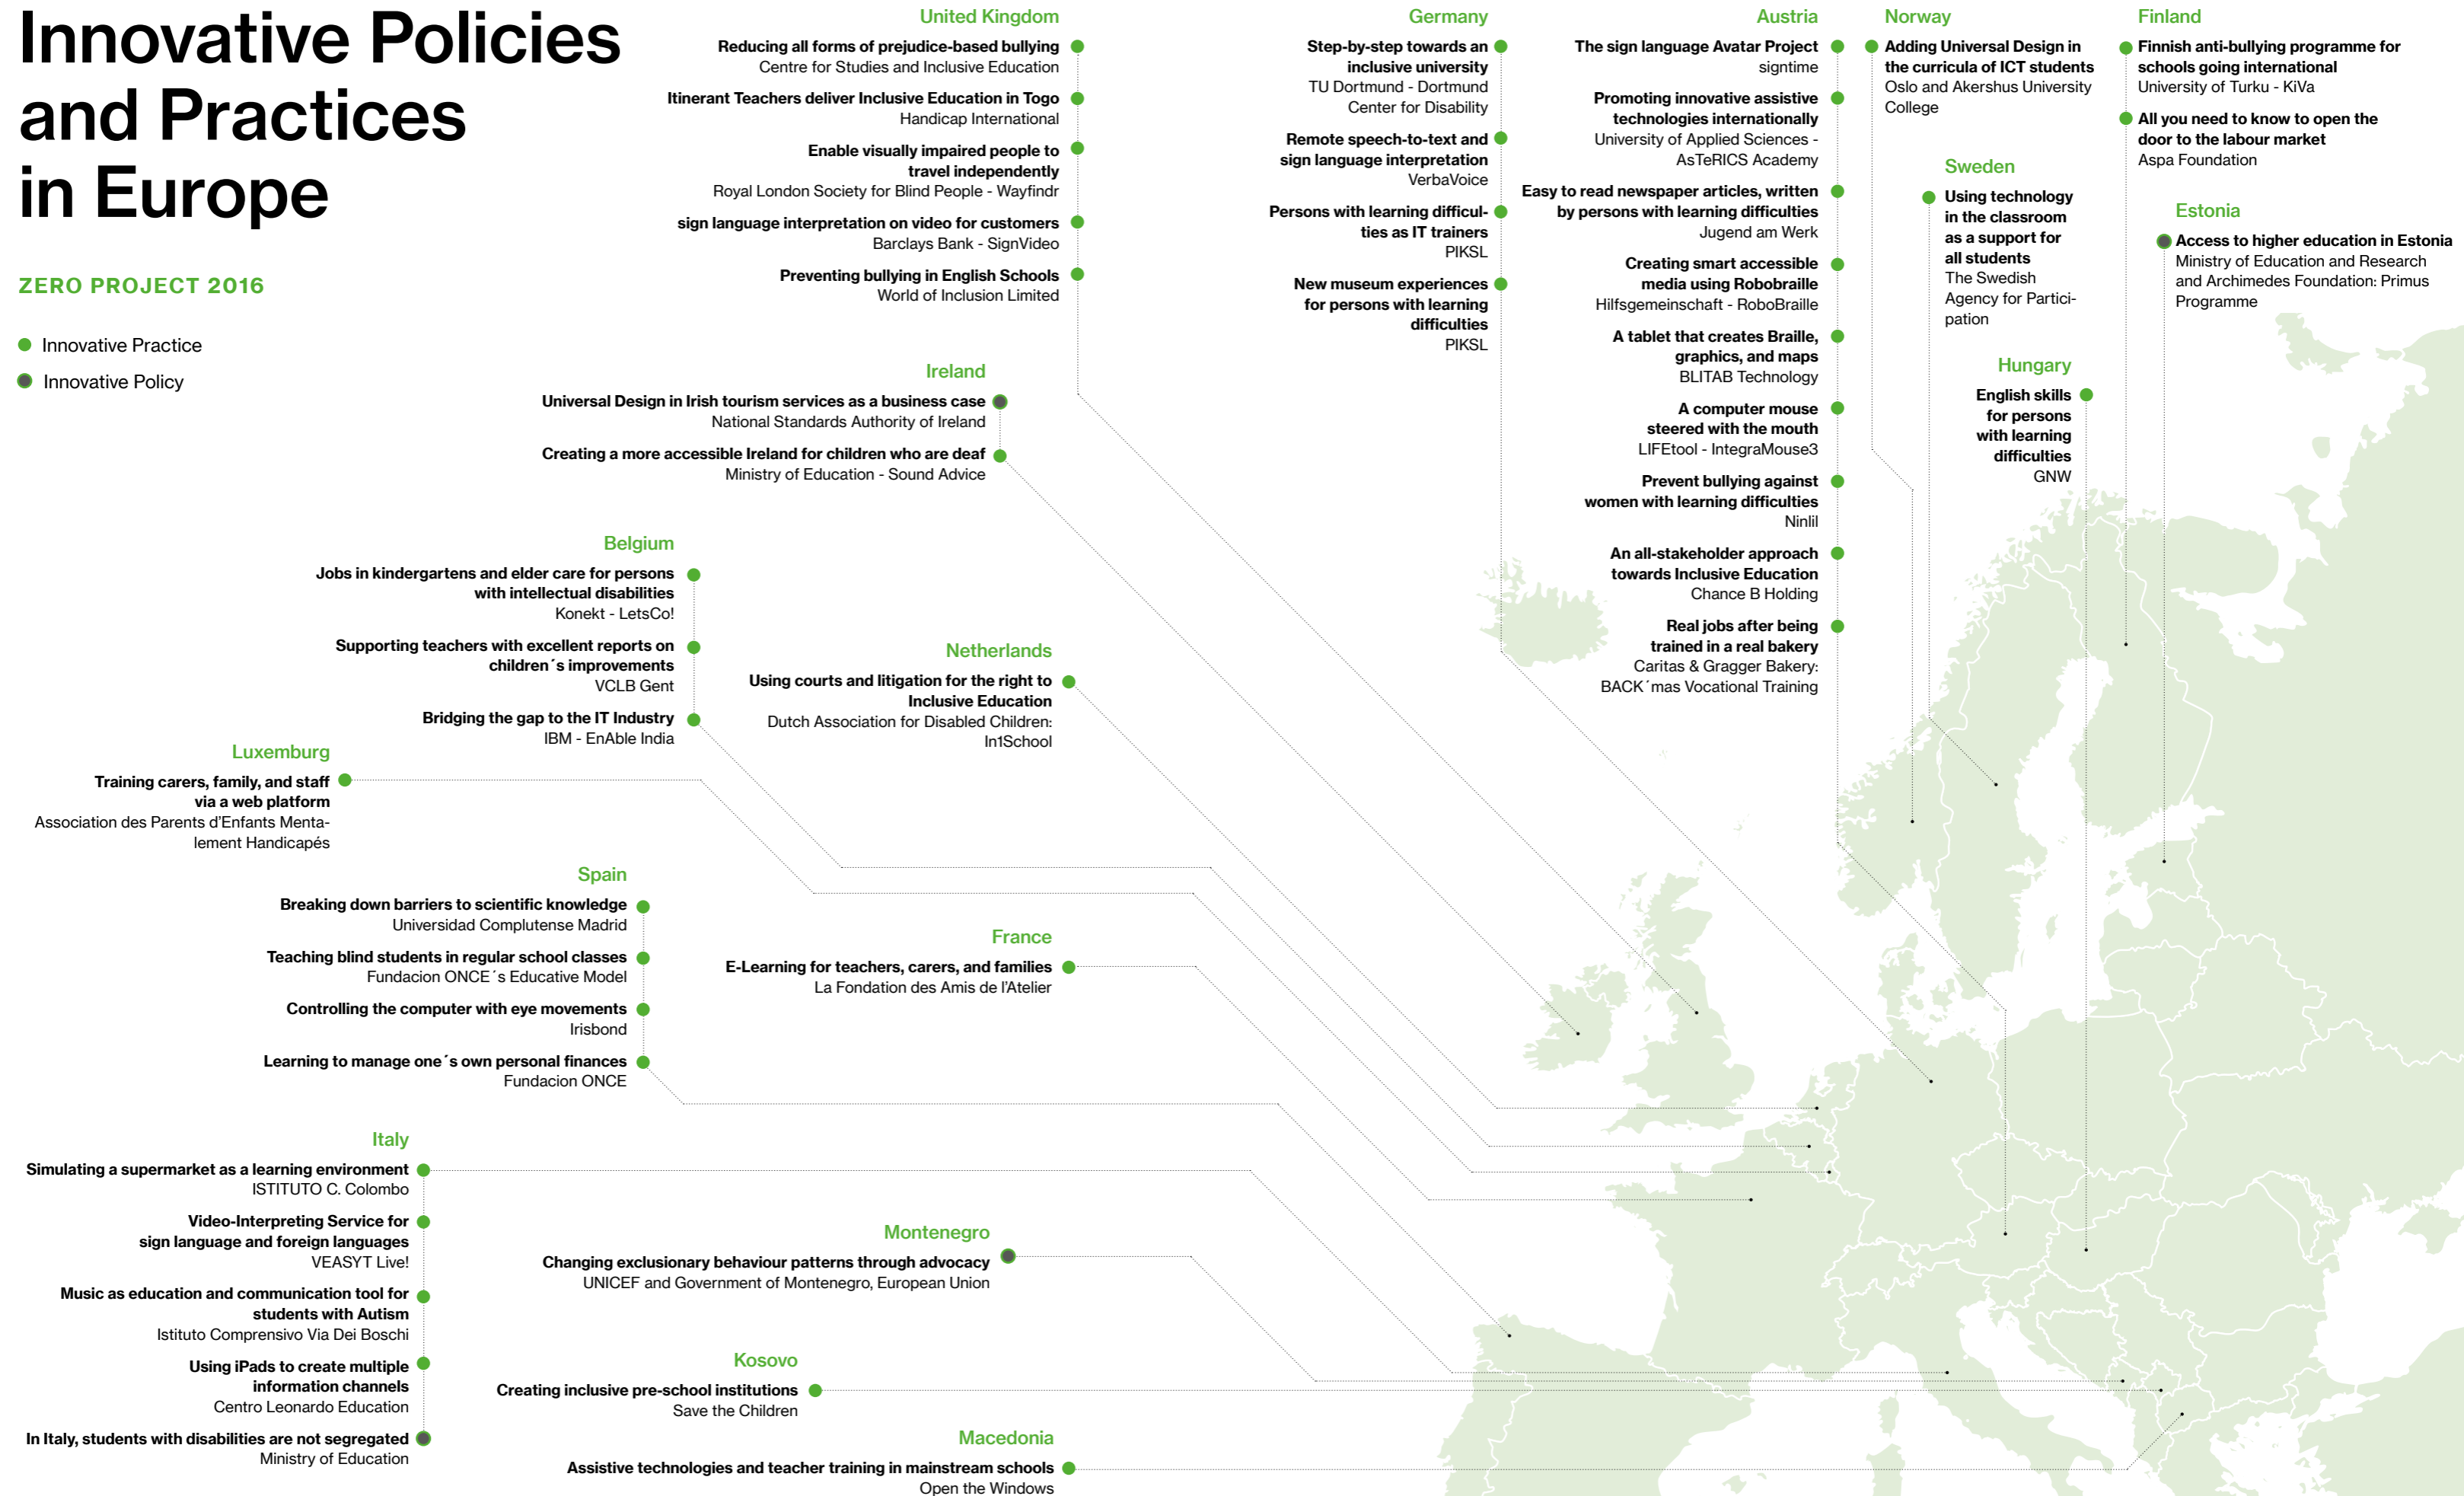 Innovative Policies
and Practices
in Europe
ZERO PROJECT 2016
Innovative Practice
Innovative Policy
United Kingdom
Reducing all forms of prejudice-based bullying
Centre for Studies and Inclusive Education
Itinerant Teachers deliver Inclusive Education in Togo
Handicap International
Enable visually impaired people to
travel independently
Royal London Society for Blind People - Wayfindr
sign language interpretation on video for customers
Barclays Bank - SignVideo
Preventing bullying in English Schools
World of Inclusion Limited
Ireland
Universal Design in Irish tourism services as a business case
National Standards Authority of Ireland
Creating a more accessible Ireland for children who are deaf
Ministry of Education - Sound Advice
Belgium
Jobs in kindergartens and elder care for persons
with intellectual disabilities
Konekt - LetsCo!
Supporting teachers with excellent reports on
children´s improvements
VCLB Gent
Bridging the gap to the IT Industry
IBM - EnAble India
Netherlands
Using courts and litigation for the right to
Inclusive Education
Dutch Association for Disabled Children:
In1School
Luxemburg
Training carers, family, and staff
via a web platform
Association des Parents d'Enfants Menta-
lement Handicapés
Spain
Breaking down barriers to scientific knowledge
Universidad Complutense Madrid
Teaching blind students in regular school classes
Fundacion ONCE´s Educative Model
Controlling the computer with eye movements
Irisbond
Learning to manage one´s own personal finances
Fundacion ONCE
France
E-Learning for teachers, carers, and families
La Fondation des Amis de l'Atelier
Italy
Simulating a supermarket as a learning environment
ISTITUTO C. Colombo
Video-Interpreting Service for
sign language and foreign languages
VEASYT Live!
Music as education and communication tool for
students with Autism
Istituto Comprensivo Via Dei Boschi
Using iPads to create multiple
information channels
Centro Leonardo Education
In Italy, students with disabilities are not segregated
Ministry of Education
Montenegro
Changing exclusionary behaviour patterns through advocacy
UNICEF and Government of Montenegro, European Union
Kosovo
Creating inclusive pre-school institutions
Save the Children
Macedonia
Assistive technologies and teacher training in mainstream schools
Open the Windows
Germany
Step-by-step towards an
inclusive university
TU Dortmund - Dortmund
Center for Disability
Remote speech-to-text and
sign language interpretation
VerbaVoice
Persons with learning difficul-
ties as IT trainers
PIKSL
New museum experiences
for persons with learning
difficulties
PIKSL
Austria
The sign language Avatar Project
signtime
Promoting innovative assistive
technologies internationally
University of Applied Sciences -
AsTeRICS Academy
Easy to read newspaper articles, written
by persons with learning difficulties
Jugend am Werk
Creating smart accessible
media using Robobraille
Hilfsgemeinschaft - RoboBraille
A tablet that creates Braille,
graphics, and maps
BLITAB Technology
A computer mouse
steered with the mouth
LIFEtool - IntegraMouse3
Prevent bullying against
women with learning difficulties
Ninlil
An all-stakeholder approach
towards Inclusive Education
Chance B Holding
Real jobs after being
trained in a real bakery
Caritas & Gragger Bakery:
BACK´mas Vocational Training
Norway
Adding Universal Design in
the curricula of ICT students
Oslo and Akershus University
College
Sweden
Using technology
in the classroom
as a support for
all students
The Swedish
Agency for Partici-
pation
Hungary
English skills
for persons
with learning
difficulties
GNW
Finland
Finnish anti-bullying programme for
schools going international
University of Turku - KiVa
All you need to know to open the
door to the labour market
Aspa Foundation
Estonia
Access to higher education in Estonia
Ministry of Education and Research
and Archimedes Foundation: Primus
Programme